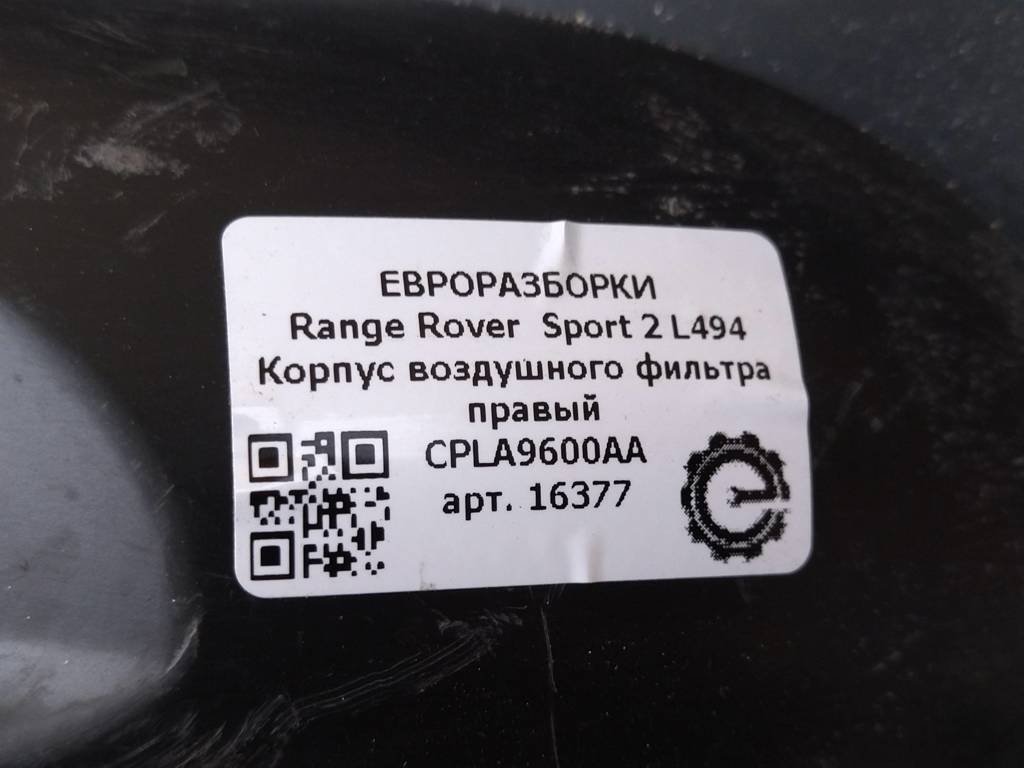 ЕВРОРАЗБОРКИ
Range Rover Sport 2 L494
Корпус воздушного фильтра
правый
CPLA9600AA
арт. 16377